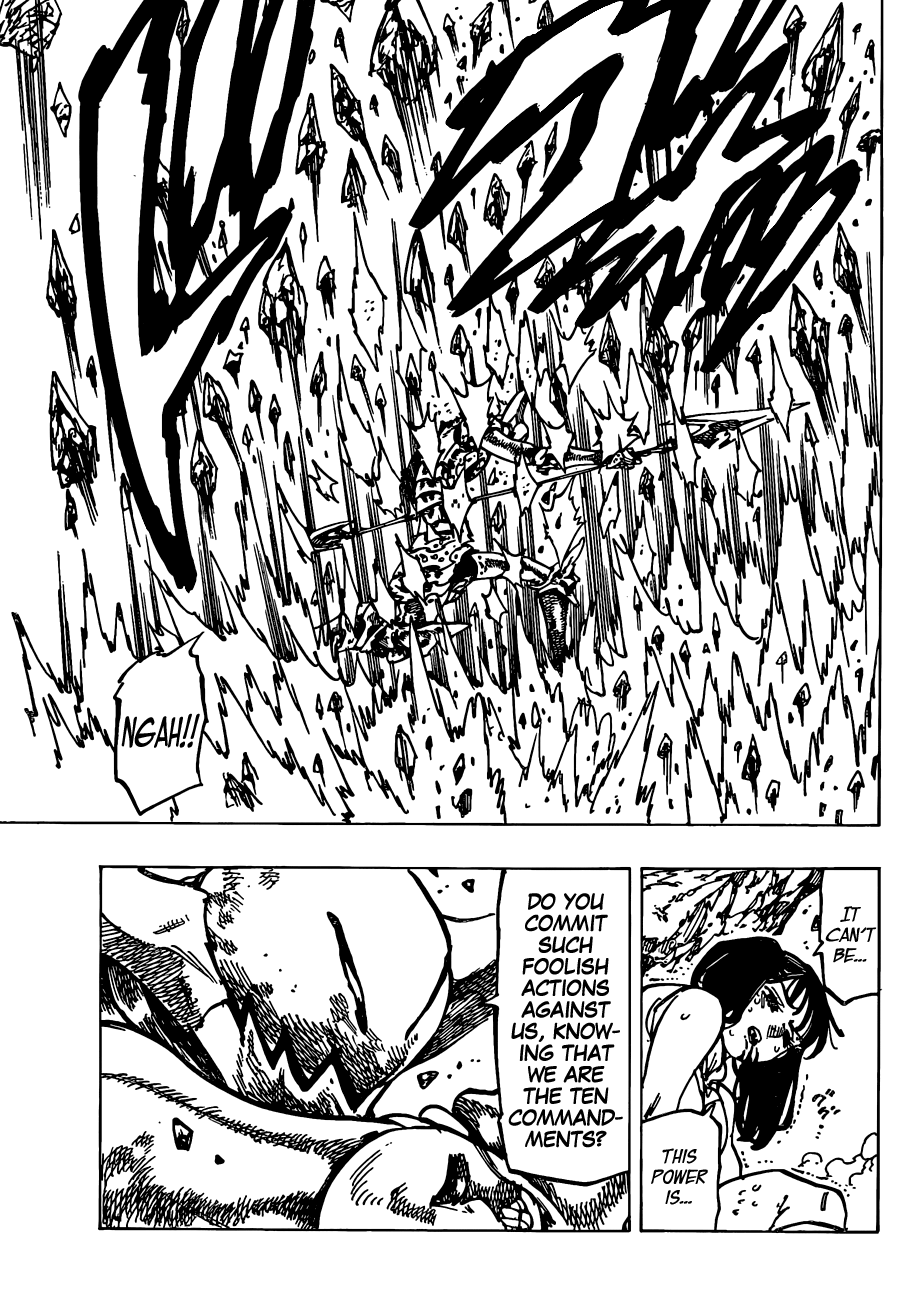 NGAH!!
IT
CAN'T
BE...
THIS
POWER
IS...
DO YOU
COMMIT
SUCH
FOOLISH
ACTIONS
AGAINST
US, KNOW-
ING THAT
WE ARE
THE TEN
COMMAND-
MENTS?